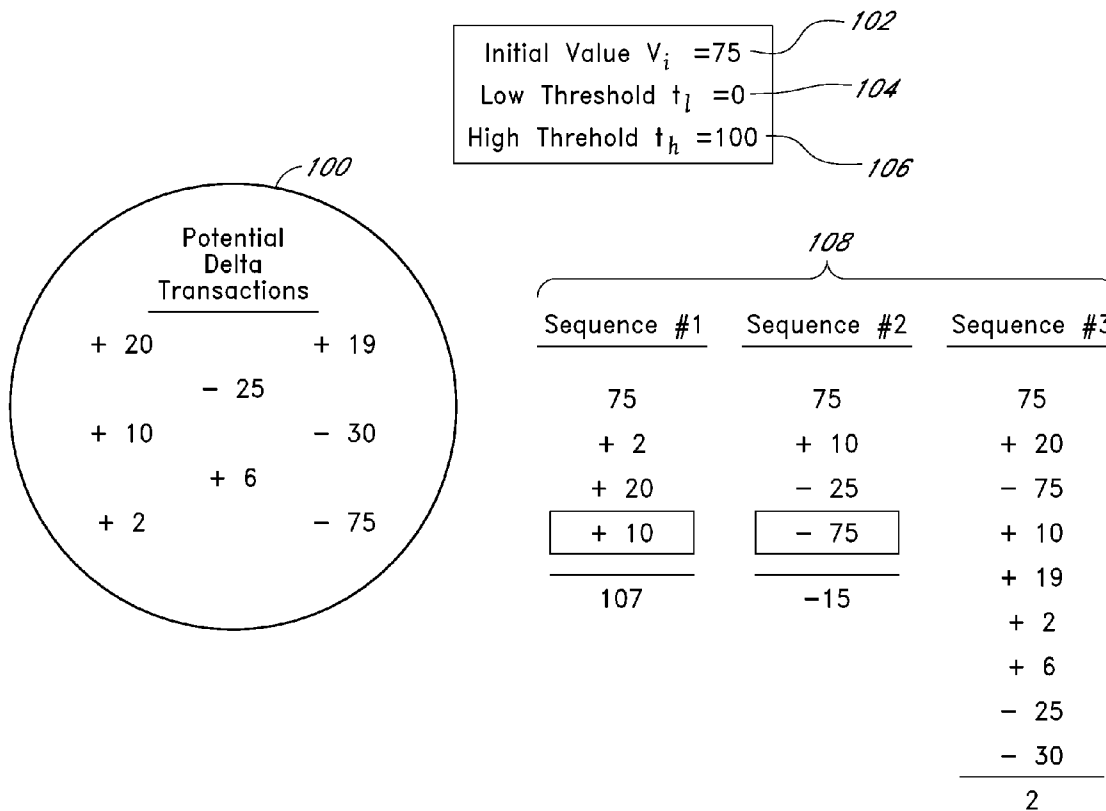 102
Initial Value Vi =75
Low Threshold tl =0
104
High Threhold th =100
106
100
Potential
Delta
Transactions
+ 20 + 19
- 25
+ 10 - 30
+ 6
+ 2 - 75
108
Sequence #1 Sequence #2 Sequence #3
75 75 75
+ 2 + 10 + 20
+ 20 - 25 - 75
+ 10 - 75 + 10
+ 19
107 -15
+ 2
+ 6
- 25
- 30
2